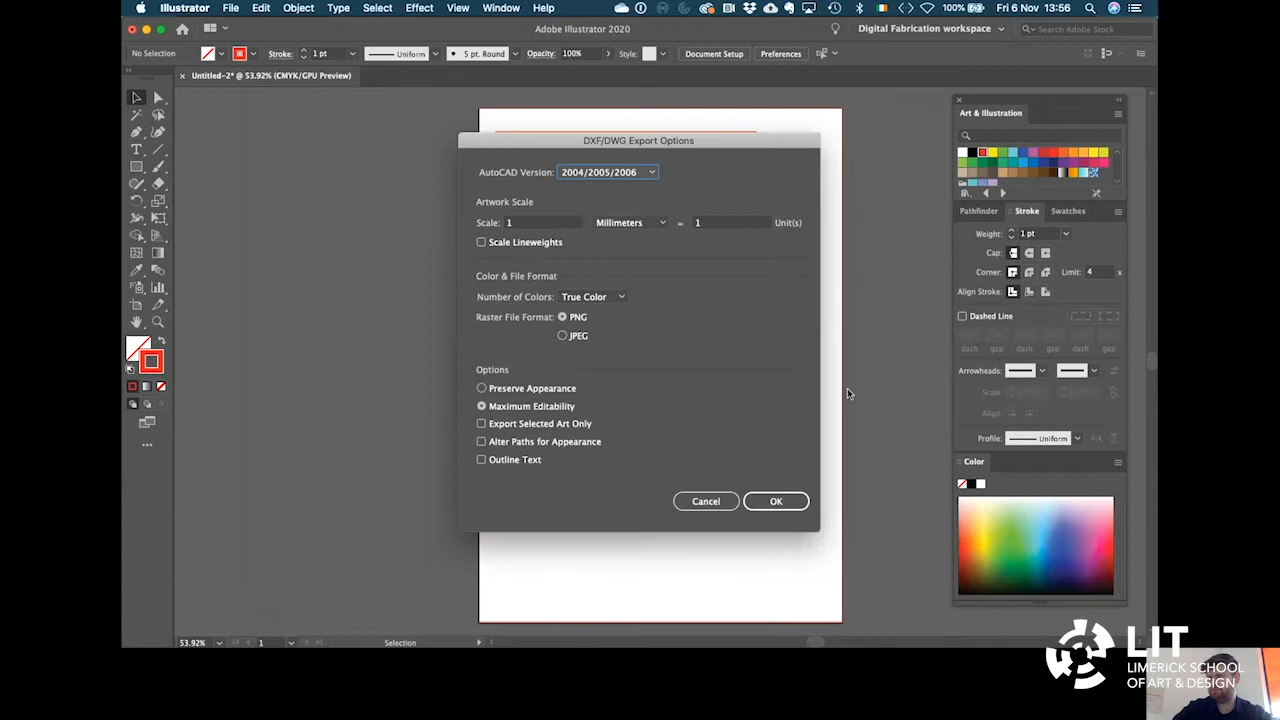 Illustrator File Edit Object Type Select Effect View Window Help 100% Fri 6 Nov 13:56
Adobe Illustrator 2020 Digital Fabrication workspace Search Adobe Stock
No Selection Stroke: 1 pt Uniform 5 pt. Round Opacity: 100% Style: Document Setup Preferences
× Untitled-2* @ 53.92% (CMYK/GPU Preview)
DXF/DWG Export Options
AutoCAD Version: 2004/2005/2006
Artwork Scale
Scale: 1 Millimeters = 1 Unit(s)
Scale Lineweights
Color & File Format
Number of Colors: True Color
Raster File Format: PNG
JPEG
Options
Preserve Appearance
Maximum Editability
Export Selected Art Only
Alter Paths for Appearance
Outline Text
Cancel OK
Art & Illustration
Pathfinder Stroke Swatches
Weight: 1 pt
Cap:
Corner: Limit: 4 x
Align Stroke:
Dashed Line
dash gap dash gap dash gap
Arrowheads:
Scale:
Align:
Profile: Uniform
Color
53.92% 1 Selection
LIT
LIMERICK SCHOOL
OF ART & DESIGN